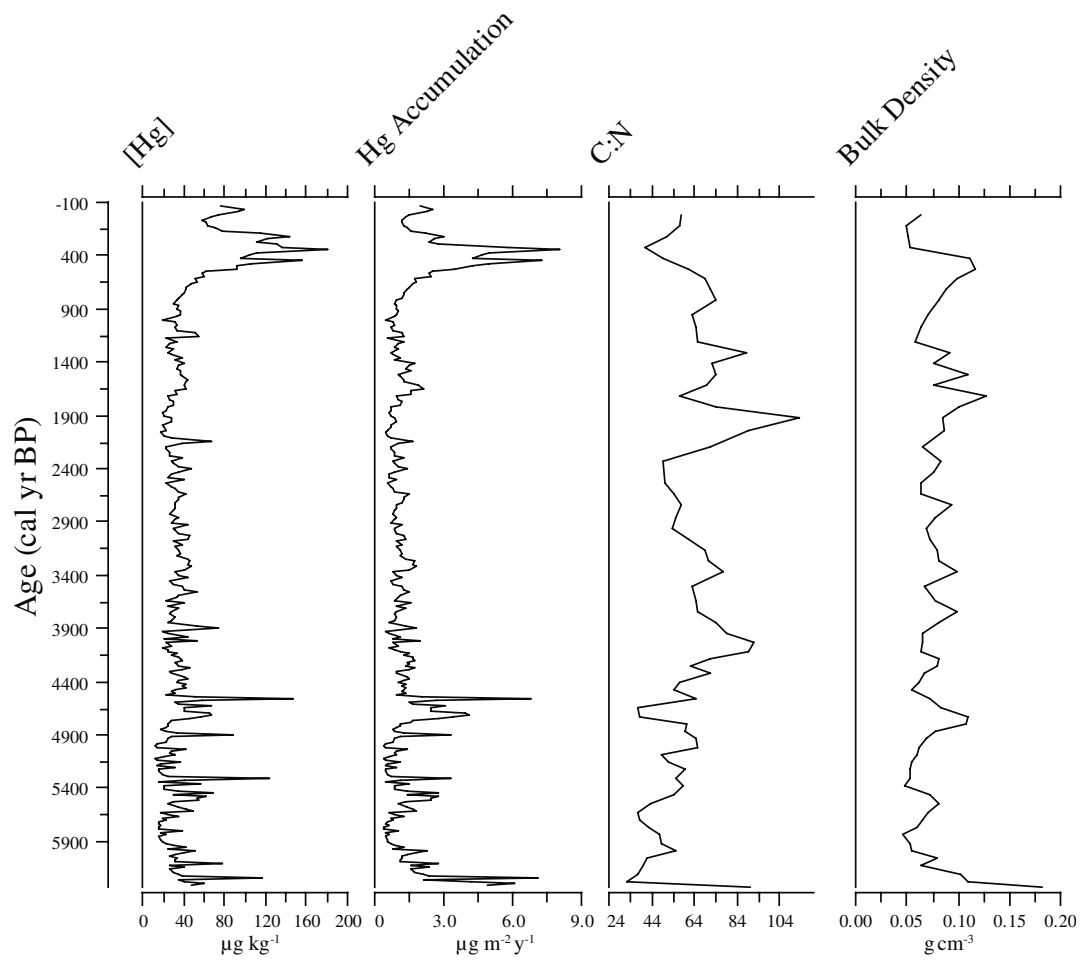 [Hg]
Hg Accumulation
C:N
Bulk Density
Age (cal yr BP)
-100
400
900
1400
1900
2400
2900
3400
3900
4400
4900
5400
5900
0 40 80 120 160 200
0 3.0 6.0 9.0
24 44 84 104
0.00 0.05 0.10 0.15 0.20
µg kg⁻¹
µg m⁻² y⁻¹
g cm⁻³